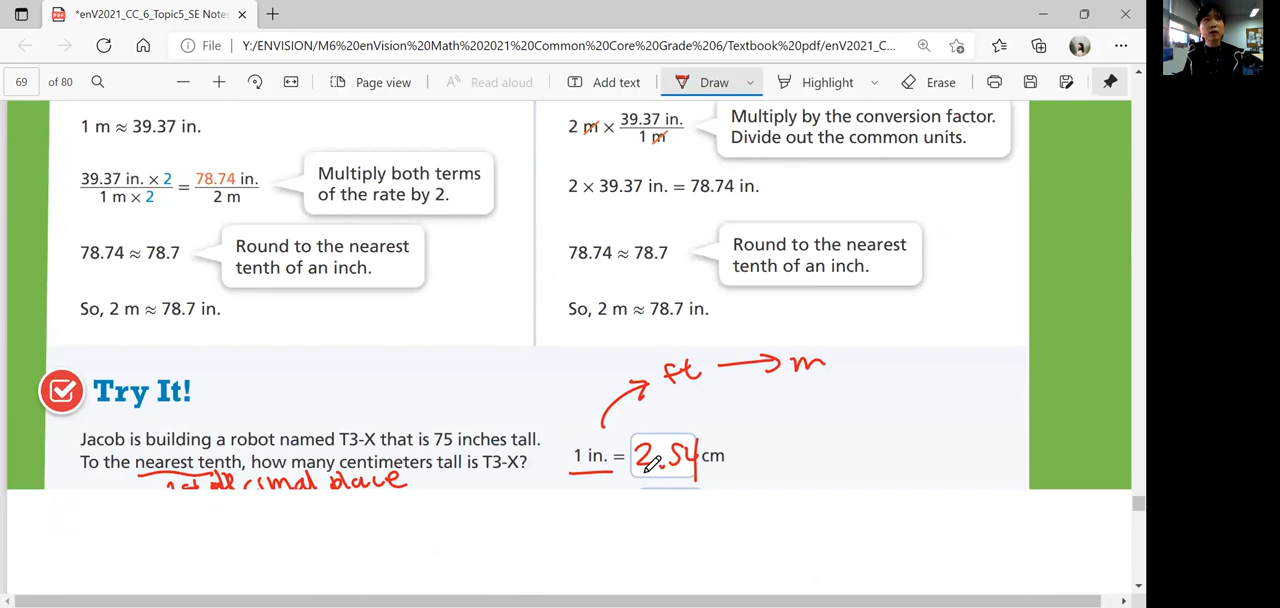 *enV2021_CC_6_Topic5_SE Note
File
Y:/ENVISION/M6%20enVision%20Math%202021%20Common%20Core%20Grade%206/Textbook%20pdf/enV2021_C...
69 of 80
Page view
Read aloud
Add text
Draw
Highlight
Erase
1 m ≈ 39.37 in.
39.37 in. × 2 / 1 m × 2 = 78.74 in. / 2 m
Multiply both terms
of the rate by 2.
78.74 ≈ 78.7
Round to the nearest
tenth of an inch.
So, 2 m ≈ 78.7 in.
2 m × 39.37 in. / 1 m
Multiply by the conversion factor.
Divide out the common units.
2 × 39.37 in. = 78.74 in.
78.74 ≈ 78.7
Round to the nearest
tenth of an inch.
So, 2 m ≈ 78.7 in.
Try It!
ft → m
Jacob is building a robot named T3-X that is 75 inches tall.
To the nearest tenth, how many centimeters tall is T3-X?
1 in. = 2.54 cm
decimal place